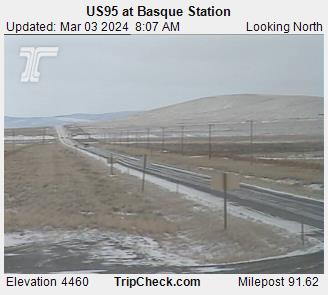 US95 at Basque Station
Updated: Mar 03 2024 8:07 AM Looking North
Elevation 4460 TripCheck.com Milepost 91.62